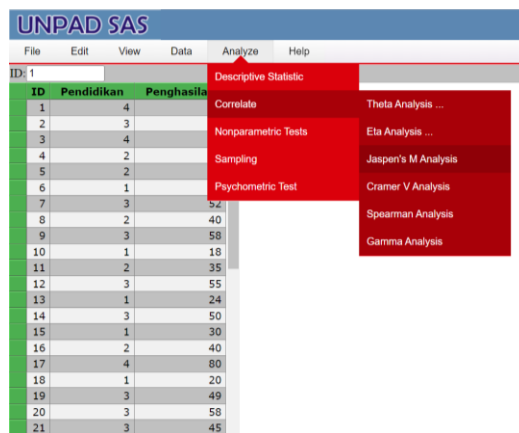 UNPAD SAS
File Edit View Data Analyze Help
ID: 1
Descriptive Statistic
Correlate
Nonparametric Tests
Sampling
Psychometric Test
Theta Analysis ...
Eta Analysis ...
Jaspen's M Analysis
Cramer V Analysis
Spearman Analysis
Gamma Analysis
ID Pendidikan Penghasila
1 4
2 3
3 4
4 2
5 2
6 1
7 3 52
8 2 40
9 3 58
10 1 18
11 2 35
12 3 55
13 1 24
14 3 50
15 1 30
16 2 40
17 4 80
18 1 20
19 3 49
20 3 58
21 3 45